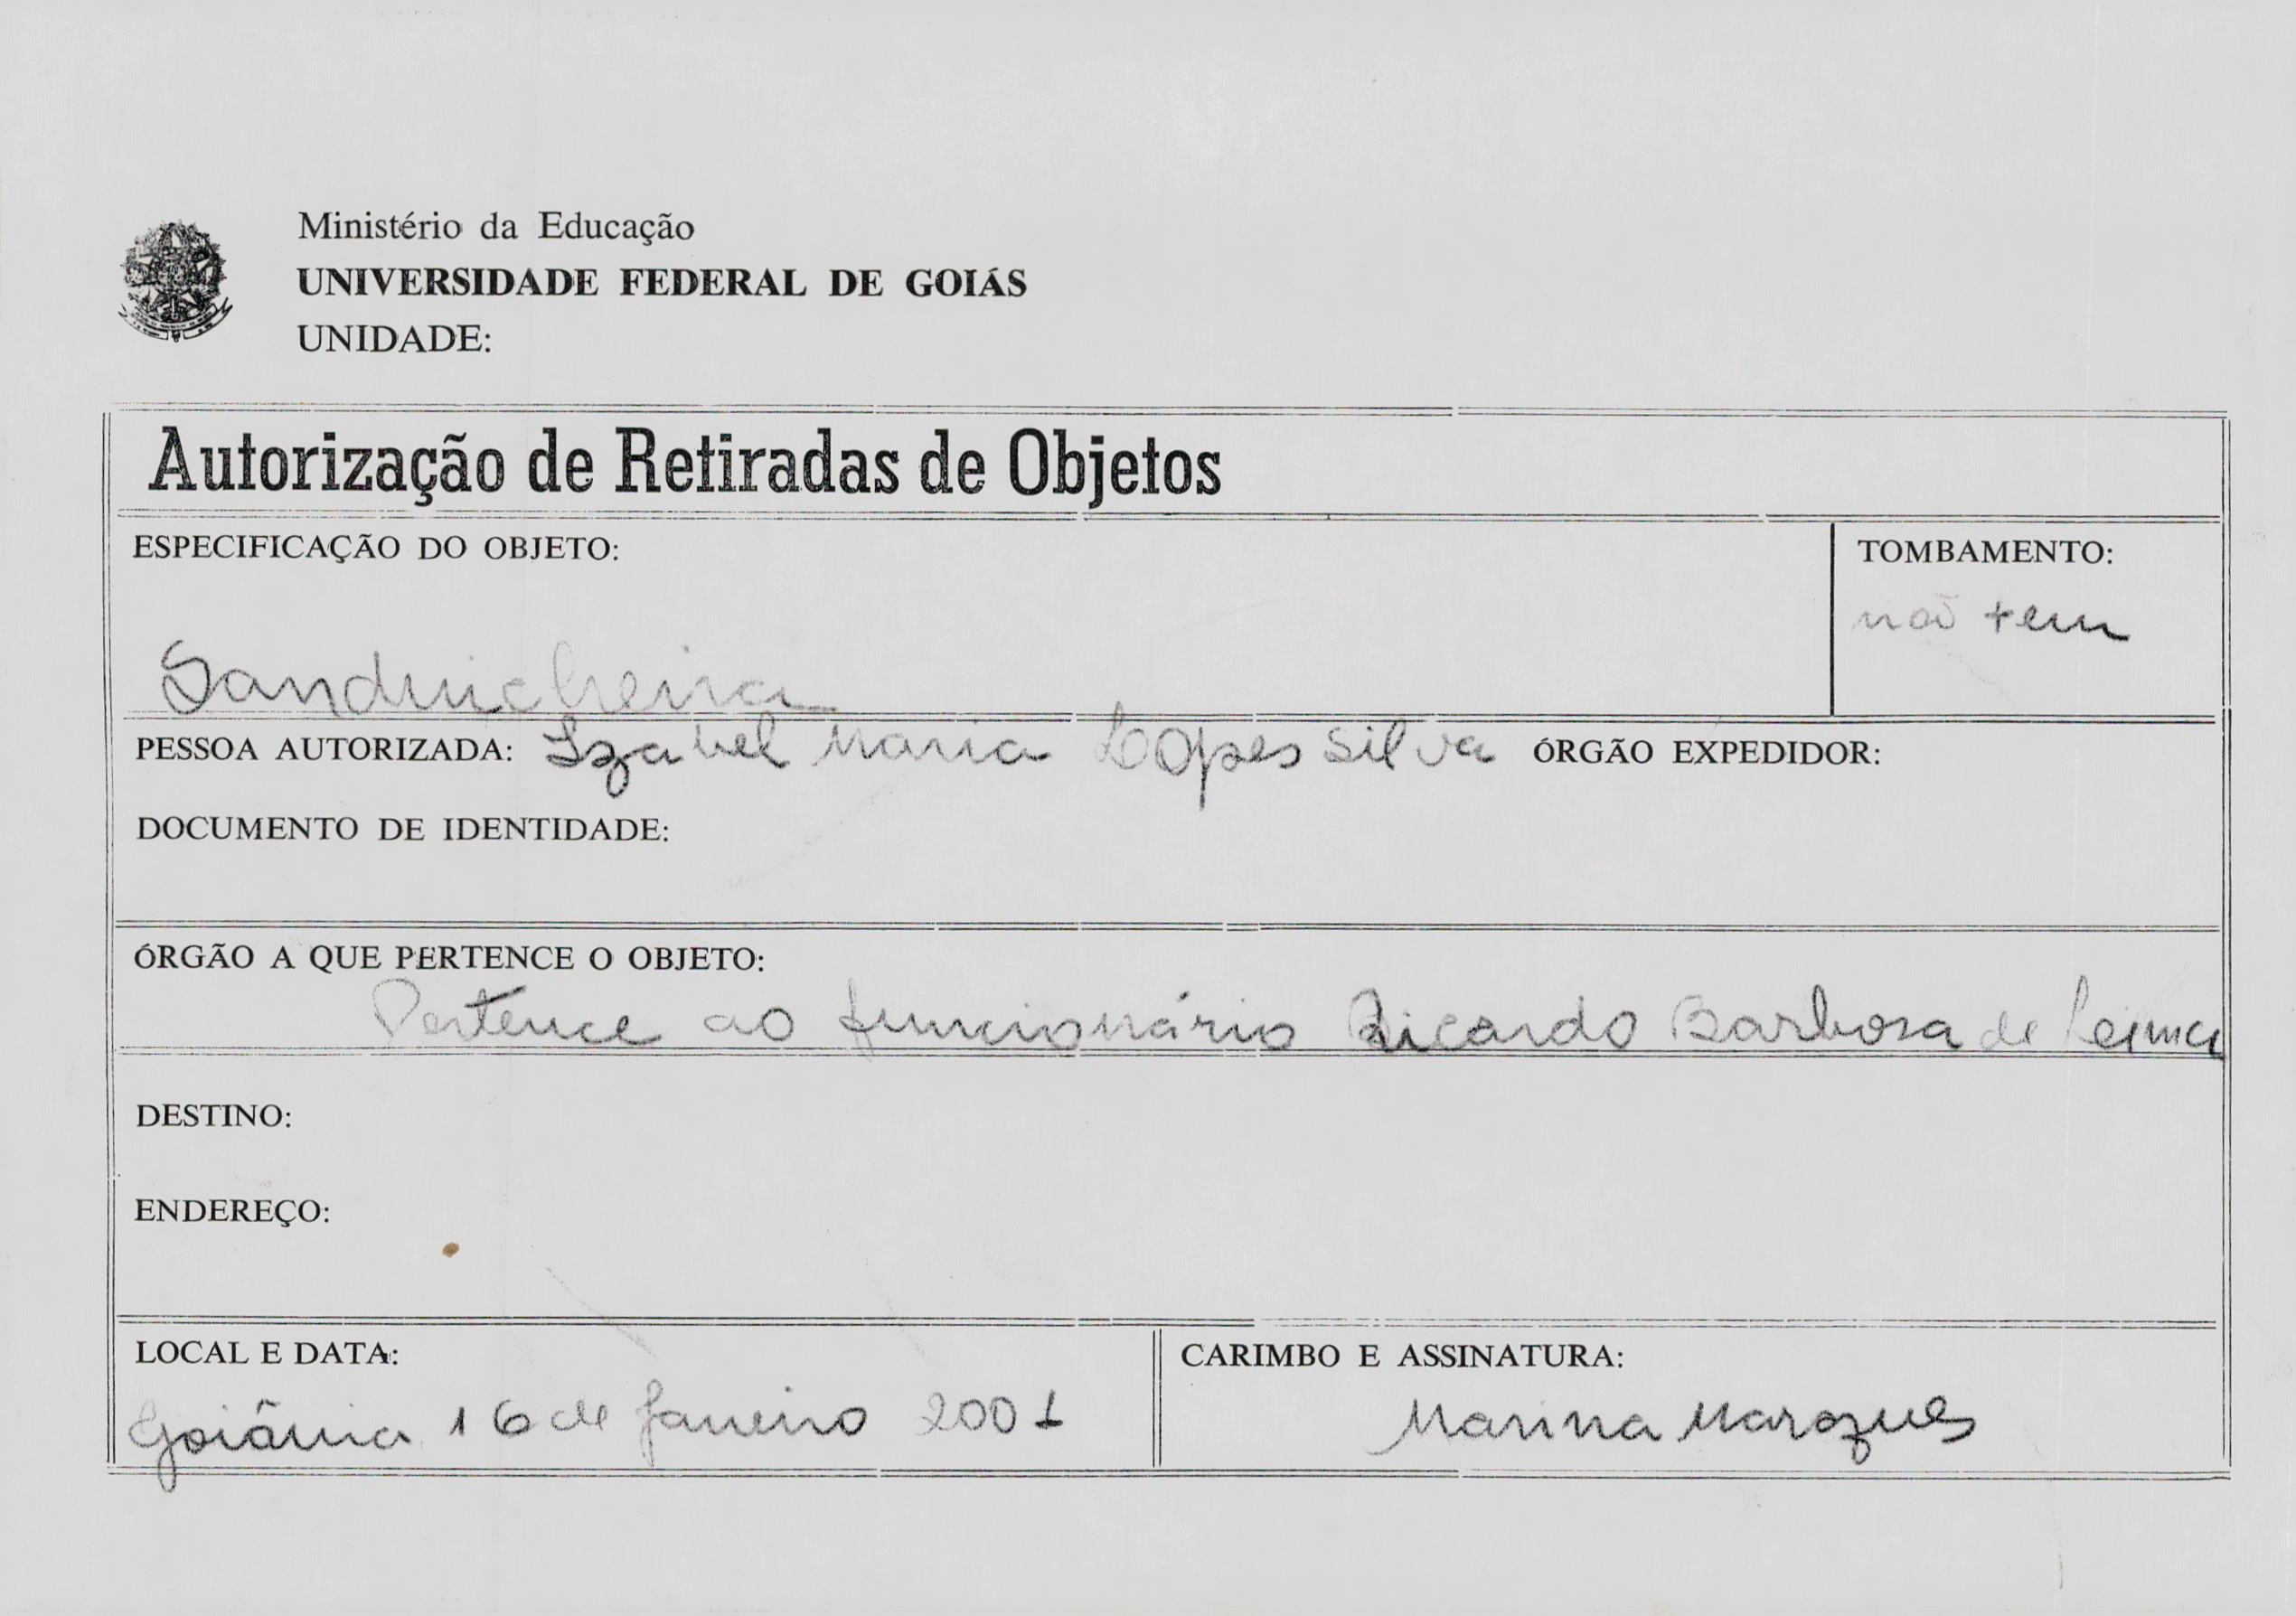 Ministério da Educação
UNIVERSIDADE FEDERAL DE GOIÁS
UNIDADE:
Autorização de Retiradas de Objetos
ESPECIFICAÇÃO DO OBJETO:
TOMBAMENTO:
não tem
Sanduicheira
PESSOA AUTORIZADA: Izabel Maria Lopes Silva ÓRGÃO EXPEDIDOR:
DOCUMENTO DE IDENTIDADE:
ÓRGÃO A QUE PERTENCE O OBJETO:
Pertence ao funcionário Ricardo Barbosa de Leima
DESTINO:
ENDEREÇO:
LOCAL E DATA:
Goiânia 16 de janeiro 2001
CARIMBO E ASSINATURA:
Marina Marques